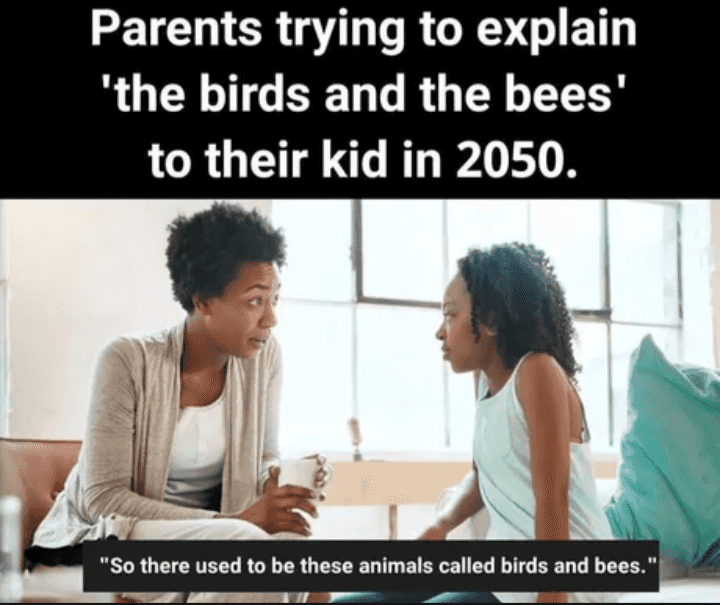 Parents trying to explain
'the birds and the bees'
to their kid in 2050.
"So there used to be these animals called birds and bees."